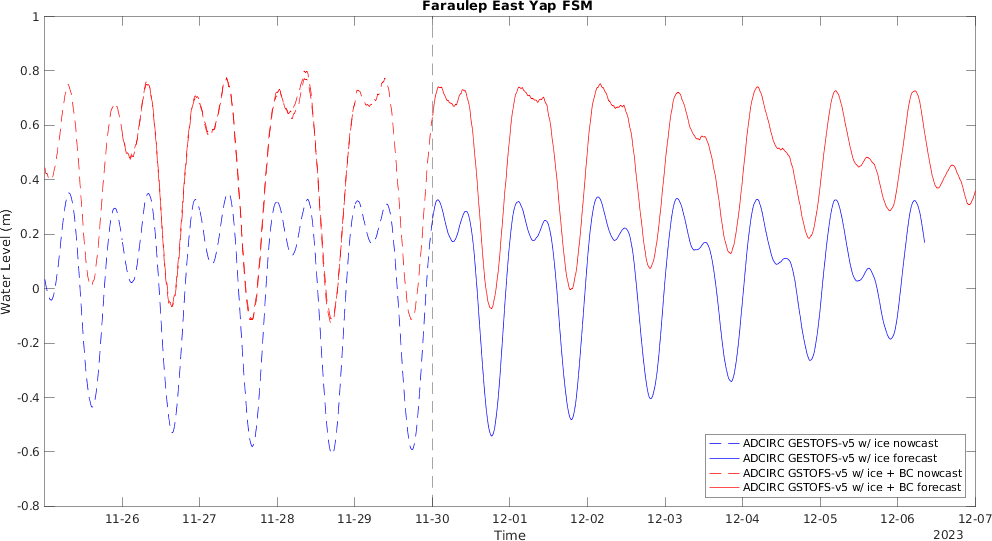 Faraulep East Yap FSM
1
0.8
0.6
0.4
0.2
0
-0.2
-0.4
-0.6
-0.8
Water Level (m)
ADCIRC GESTOFS-v5 w/ ice nowcast
ADCIRC GESTOFS-v5 w/ ice forecast
ADCIRC GSTOFS-v5 w/ ice + BC nowcast
ADCIRC GSTOFS-v5 w/ ice + BC forecast
11-26 11-27 11-28 11-29 11-30 12-01 12-02 12-03 12-04 12-05 12-06 12-07
Time
2023